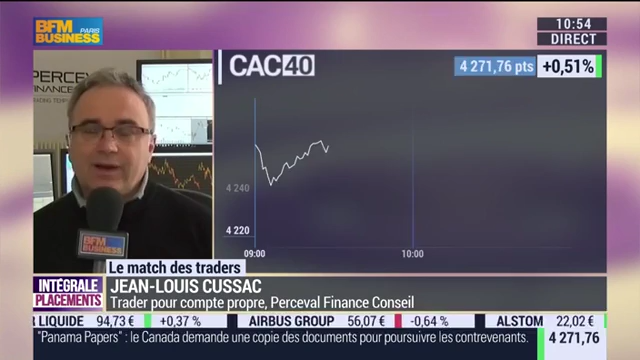 BFM PARIS
BUSINESS
10:54
DIRECT
PERCEV
FINANCE
CAC40
4 271,76 pts
+0,51%
4 240
4 220
09:00
10:00
BFM
BUSINESS
Le match des traders
INTÉGRALE
PLACEMENTS
JEAN-LOUIS CUSSAC
Trader pour compte propre, Perceval Finance Conseil
R LIQUIDE 94,73 € +0,37% AIRBUS GROUP 56,07 € -0,64% ALSTOM 22,02 €
"Panama Papers" : le Canada demande une copie des documents pour poursuivre les contrevenants.
4 271,76